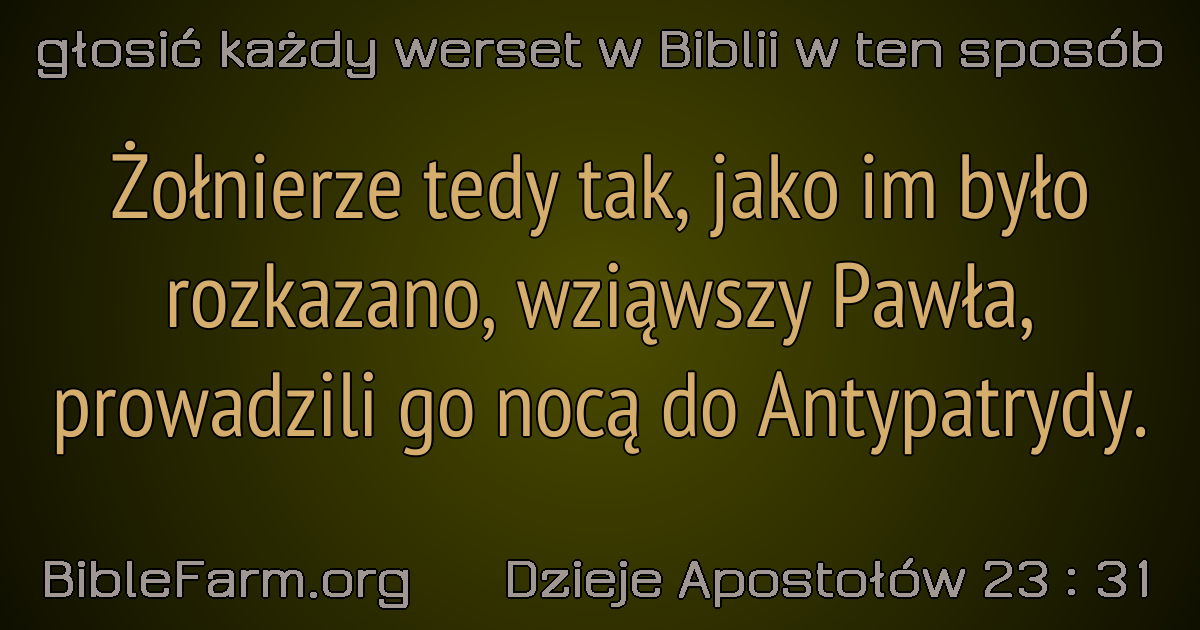 głosić każdy werset w Biblii w ten sposób
Żołnierze tedy tak, jako im było
rozkazano, wziąwszy Pawła,
prowadzili go nocą do Antypatrydy.
BibleFarm.org
Dzieje Apostołów 23 : 31